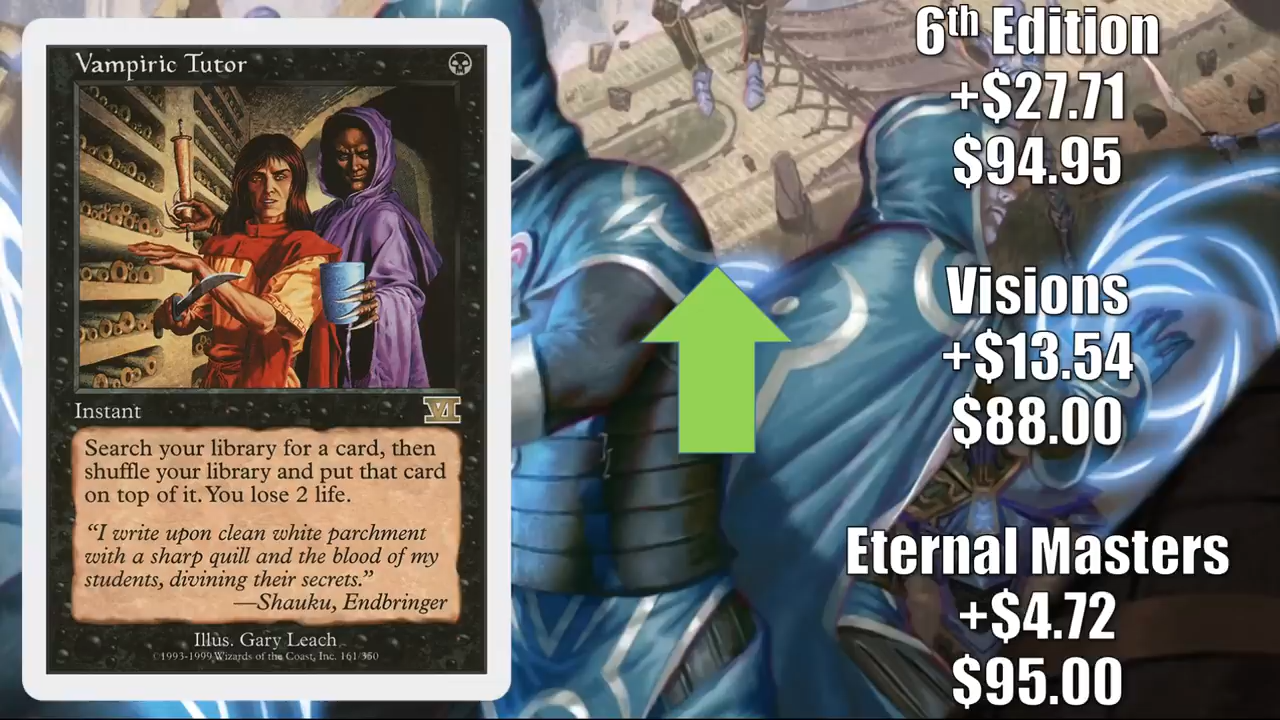 Vampiric Tutor
Instant
VI
Search your library for a card, then
shuffle your library and put that card
on top of it. You lose 2 life.
“I write upon clean white parchment
with a sharp quill and the blood of my
students, divining their secrets.”
—Shauku, Endbringer
Illus. Gary Leach
©1993-1999 Wizards of the Coast, Inc. 161/350
6th Edition
+$27.71
$94.95
Visions
+$13.54
$88.00
Eternal Masters
+$4.72
$95.00